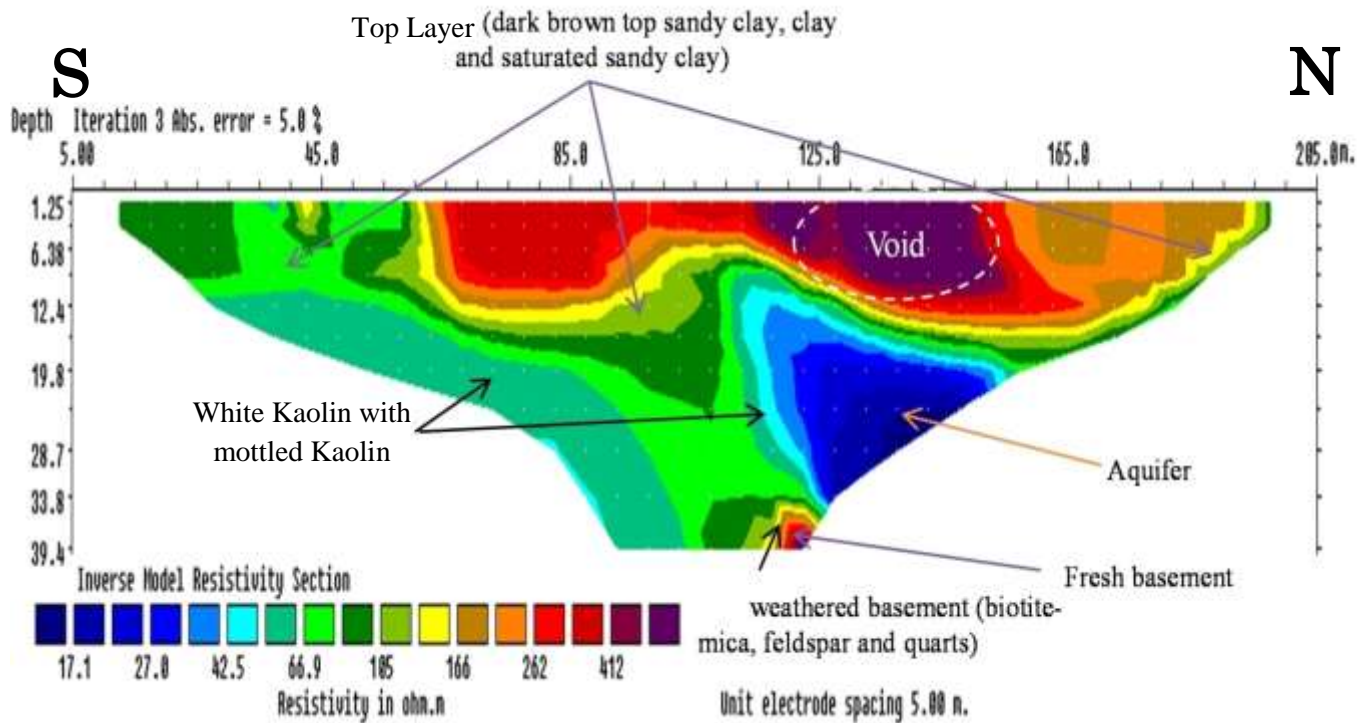 Top Layer (dark brown top sandy clay, clay
and saturated sandy clay)
S
N
Depth Iteration 3 Abs. error = 5.0 %
5.00 45.0 85.0 125.0 165.0 205.0m.
1.25
6.38
12.4
19.8
28.7
33.8
39.4
Void
White Kaolin with
mottled Kaolin
Aquifer
Fresh basement
weathered basement (biotite-
mica, feldspar and quarts)
Inverse Model Resistivity Section
17.1 27.0 42.5 66.9 105 166 262 412
Resistivity in ohm.m
Unit electrode spacing 5.00 m.